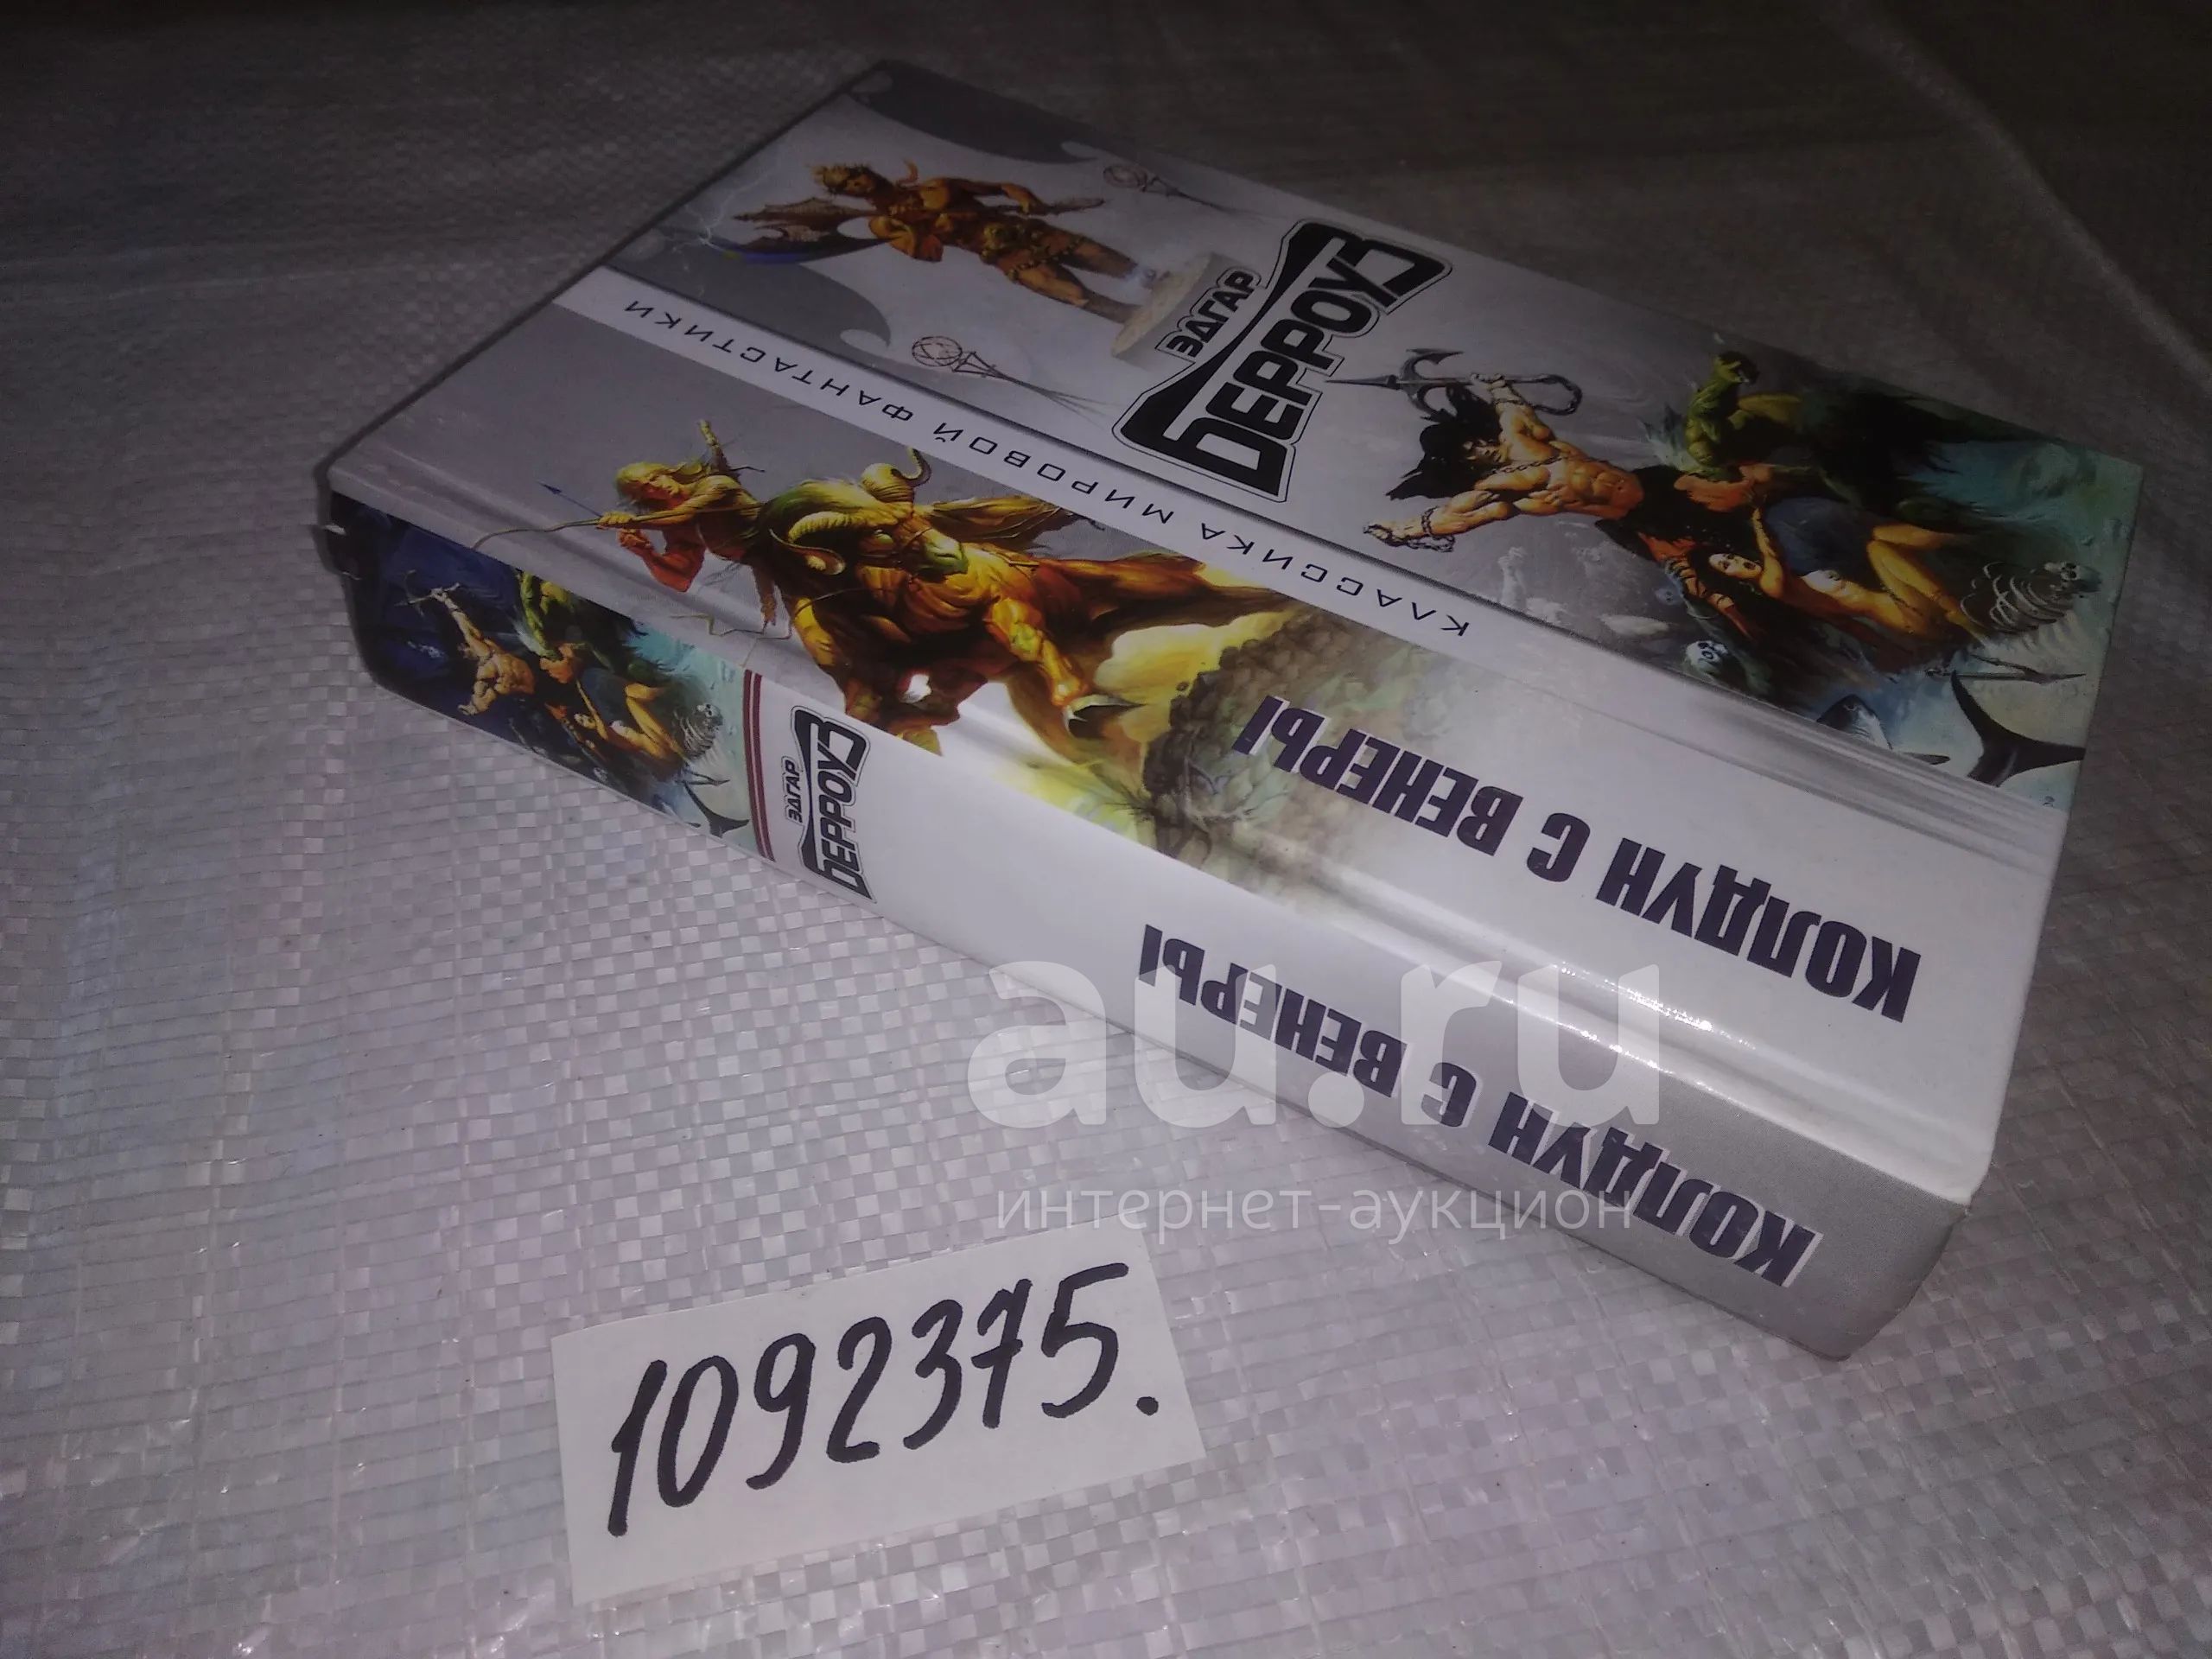 ЭДГАР
БЕРРОУЗ
КЛАССИКА МИРОВОЙ ФАНТАСТИКИ
КОЛДУН С ВЕНЕРЫ
ЭДГАР
БЕРРОУЗ
КОЛДУН С ВЕНЕРЫ
au.ru
интернет-аукцион
1092375.